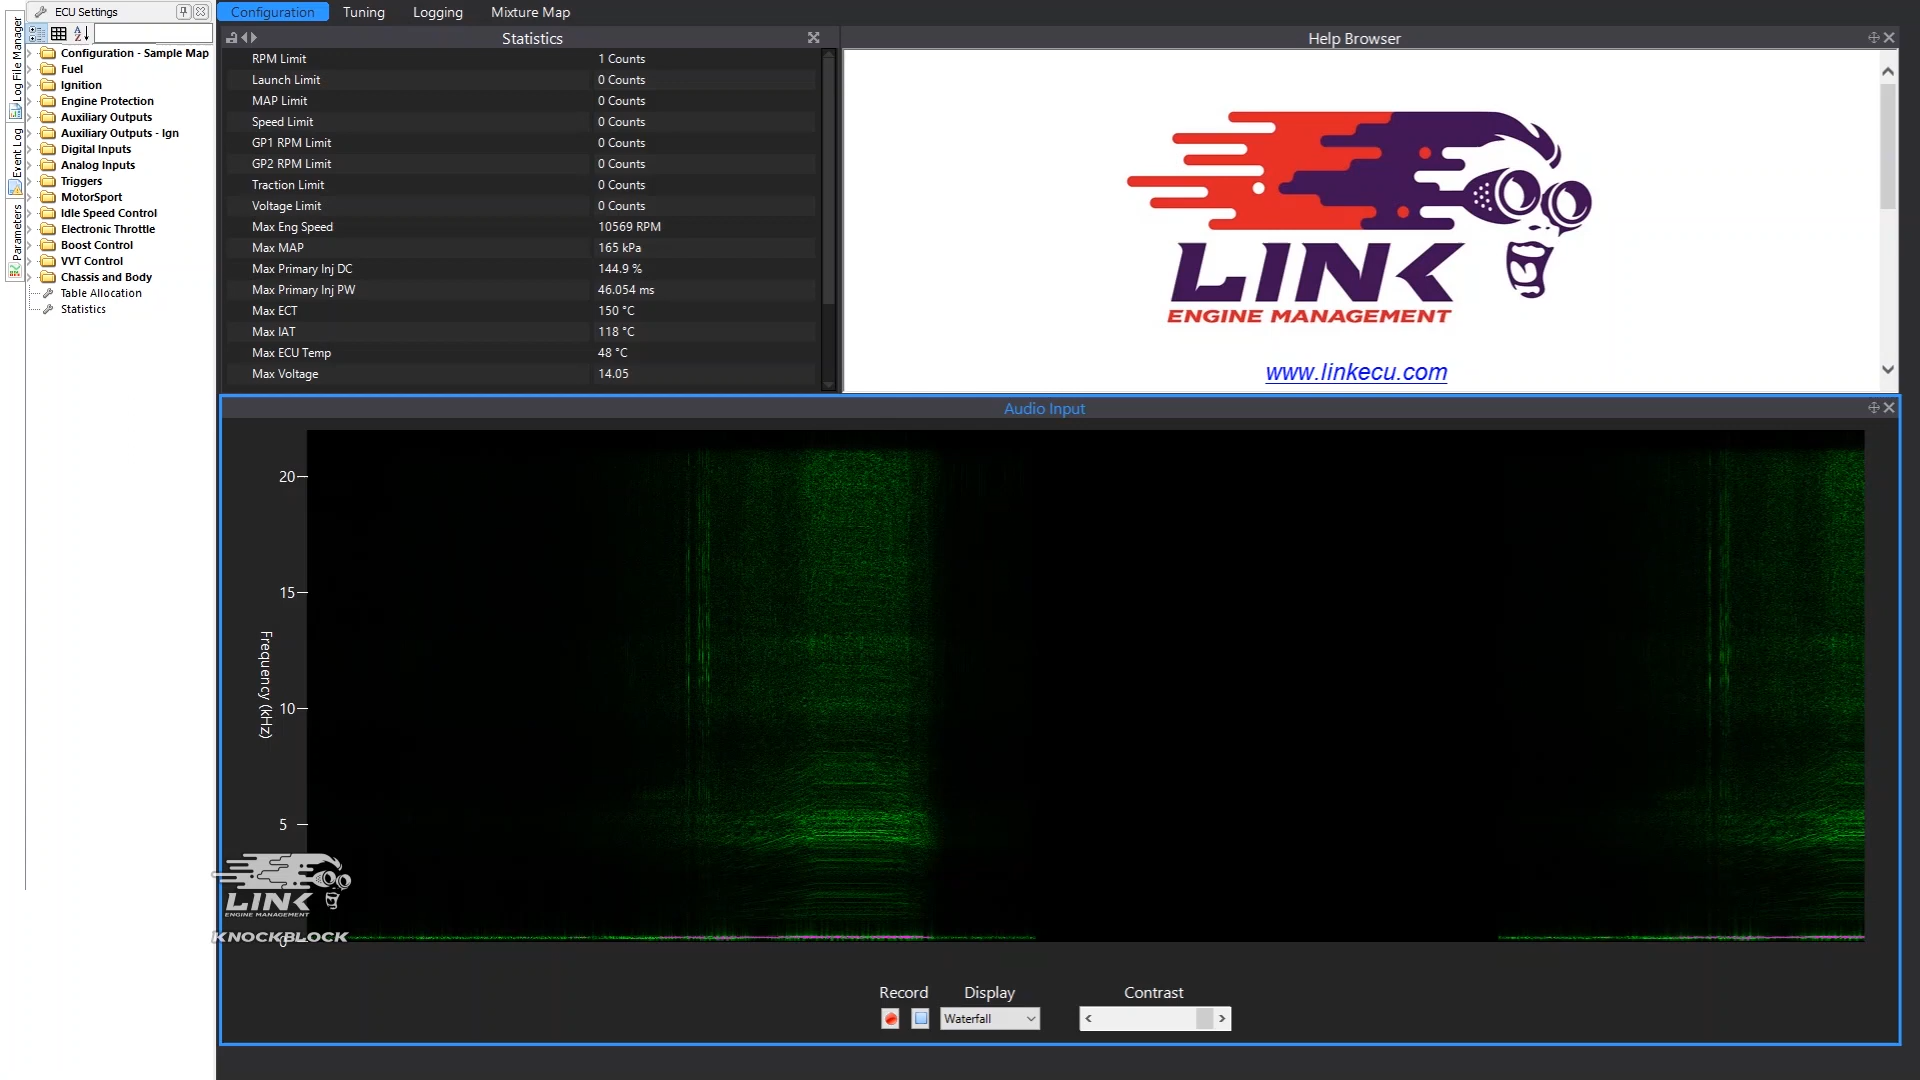 ECU Settings
Configuration
Tuning
Logging
Mixture Map
Log File Manager
Event Log
Parameters
Configuration - Sample Map
Fuel
Ignition
Engine Protection
Auxiliary Outputs
Auxiliary Outputs - Ign
Digital Inputs
Analog Inputs
Triggers
MotorSport
Idle Speed Control
Electronic Throttle
Boost Control
VVT Control
Chassis and Body
Table Allocation
Statistics
Statistics
RPM Limit 1 Counts
Launch Limit 0 Counts
MAP Limit 0 Counts
Speed Limit 0 Counts
GP1 RPM Limit 0 Counts
GP2 RPM Limit 0 Counts
Traction Limit 0 Counts
Voltage Limit 0 Counts
Max Eng Speed 10569 RPM
Max MAP 165 kPa
Max Primary Inj DC 144.9 %
Max Primary Inj PW 46.054 ms
Max ECT 150 °C
Max IAT 118 °C
Max ECU Temp 48 °C
Max Voltage 14.05
Help Browser
LINK
ENGINE MANAGEMENT
www.linkecu.com
Audio Input
20
15
10
5
0
Frequency (kHz)
LINK
ENGINE MANAGEMENT
KNOCKBLOCK
Record
Display
Contrast
Waterfall